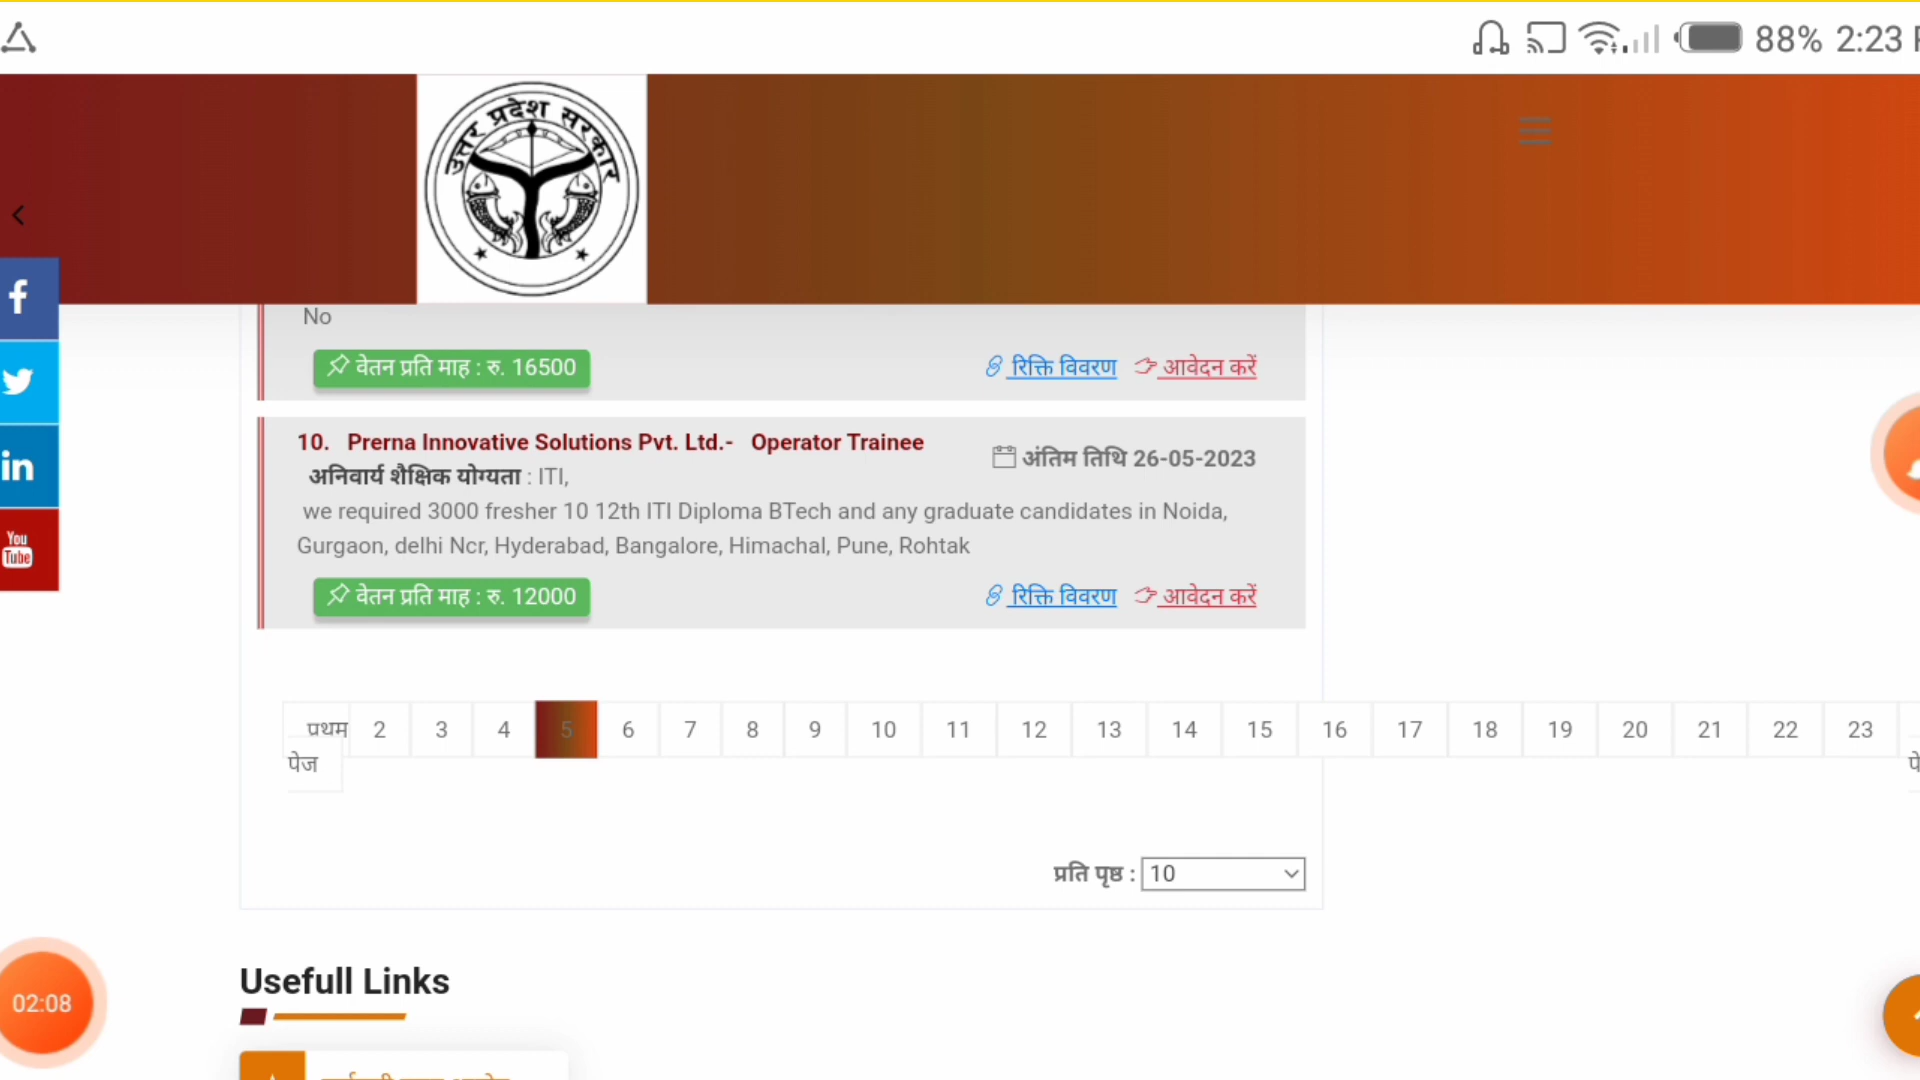 88% 2:23
उत्तर प्रदेश सरकार
No
वेतन प्रति माह : रु. 16500 रिक्ति विवरण आवेदन करें
10. Prerna Innovative Solutions Pvt. Ltd.- Operator Trainee
अंतिम तिथि 26-05-2023
अनिवार्य शैक्षिक योग्यता : ITI,
we required 3000 fresher 10 12th ITI Diploma BTech and any graduate candidates in Noida,
Gurgaon, delhi Ncr, Hyderabad, Bangalore, Himachal, Pune, Rohtak
वेतन प्रति माह : रु. 12000 रिक्ति विवरण आवेदन करें
You
Tube
प्रथम 2 3 4 5 6 7 8 9 10 11 12 13 14 15 16 17 18 19 20 21 22 23
पेज
प्रति पृष्ठ : 10
Usefull Links
02:08